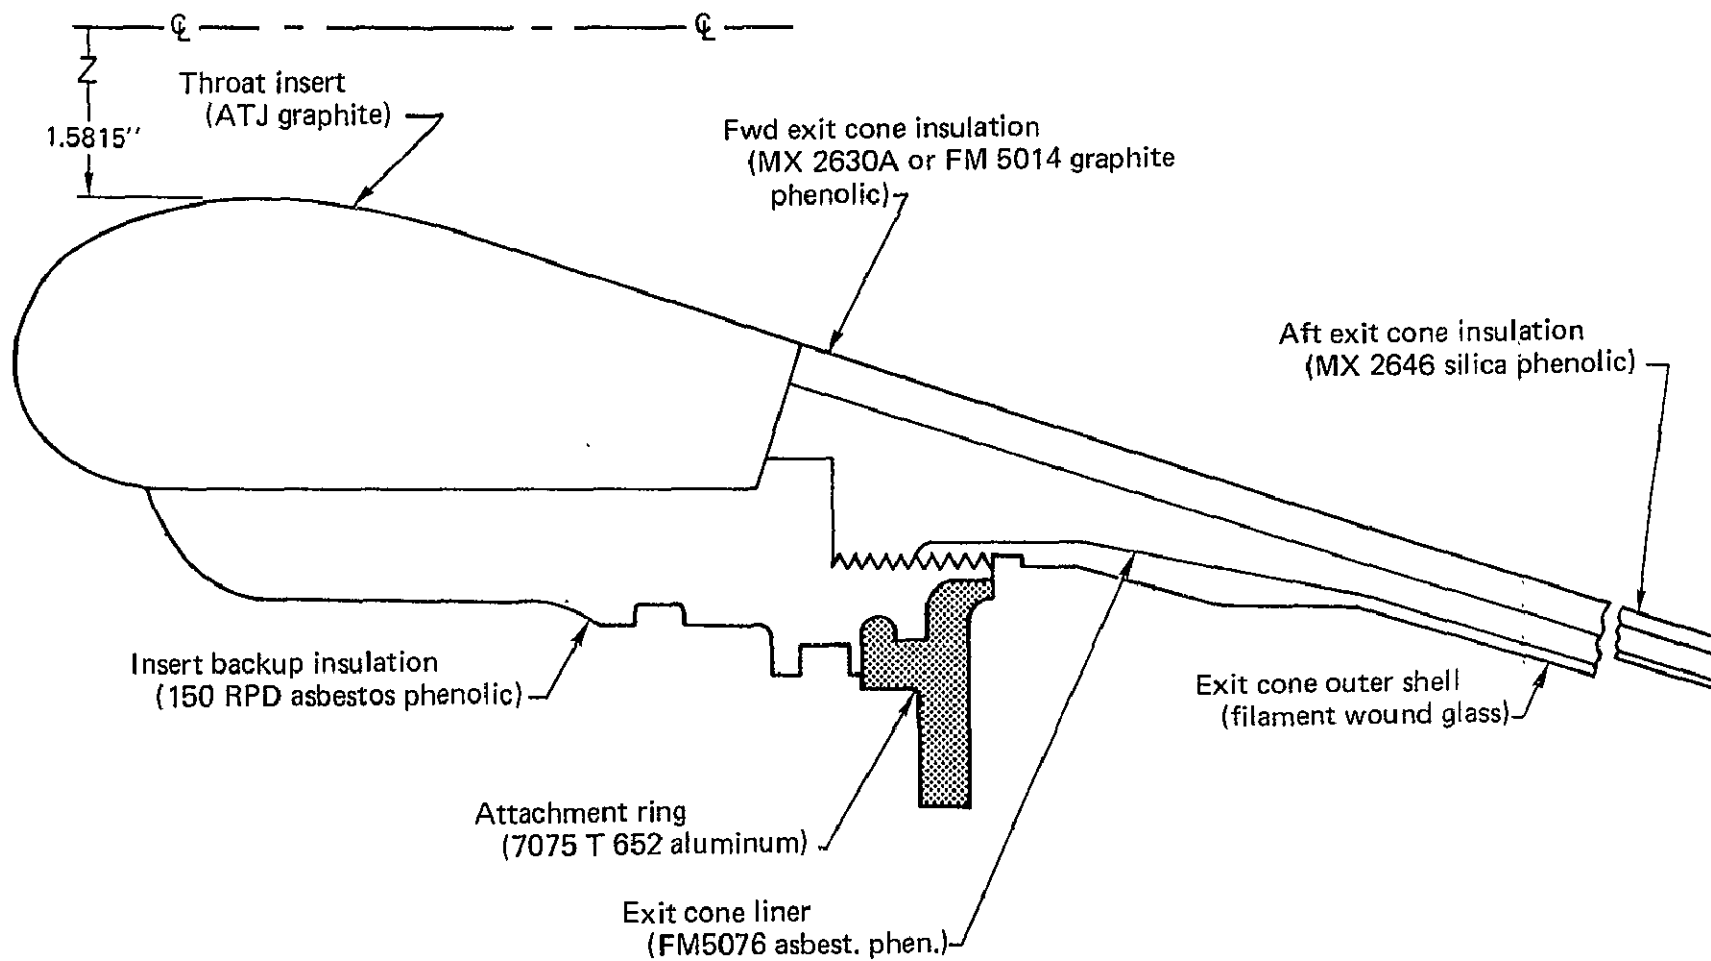 ℄ ℄
Z
1.5815''
Throat insert
(ATJ graphite)
Fwd exit cone insulation
(MX 2630A or FM 5014 graphite
phenolic)
Aft exit cone insulation
(MX 2646 silica phenolic)
Insert backup insulation
(150 RPD asbestos phenolic)
Exit cone outer shell
(filament wound glass)
Attachment ring
(7075 T 652 aluminum)
Exit cone liner
(FM5076 asbest. phen.)